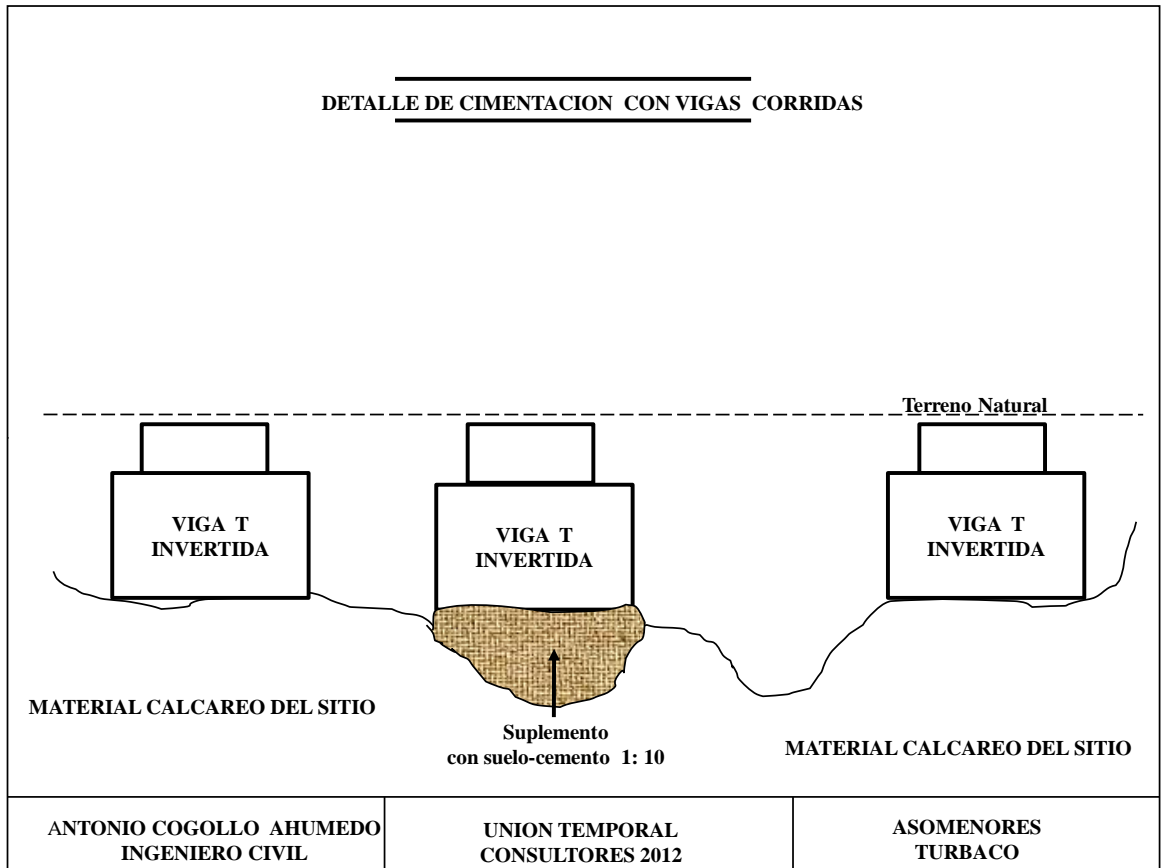 DETALLE DE CIMENTACION CON VIGAS CORRIDAS
Terreno Natural
VIGA T
INVERTIDA
VIGA T
INVERTIDA
VIGA T
INVERTIDA
MATERIAL CALCAREO DEL SITIO
Suplemento
con suelo-cemento 1: 10
MATERIAL CALCAREO DEL SITIO
ANTONIO COGOLLO AHUMEDO
INGENIERO CIVIL
UNION TEMPORAL
CONSULTORES 2012
ASOMENORES
TURBACO